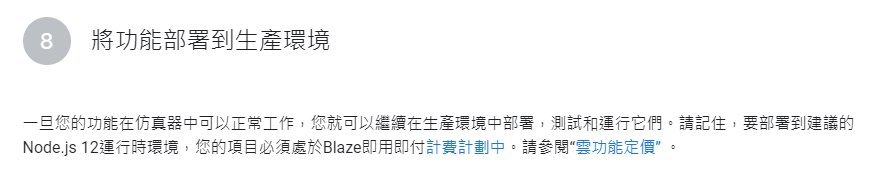 8
將功能部署到生產環境
一旦您的功能在仿真器中可以正常工作，您就可以繼續在生產環境中部署，測試和運行它們。請記住，要部署到建議的
Node.js 12運行時環境，您的項目必須處於Blaze即用即付計費計劃中。請參閱“雲功能定價” 。